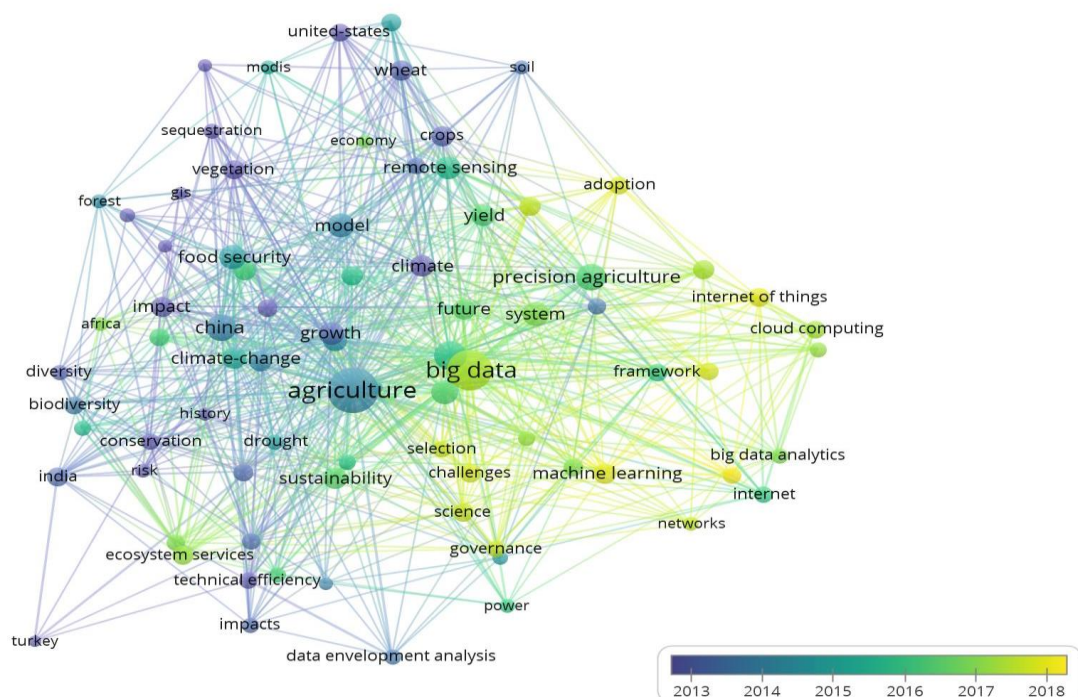 united-states
modis
wheat
soil
sequestration
economy
crops
vegetation
remote sensing
adoption
gis
forest
yield
model
food security
climate
precision agriculture
impact
internet of things
africa
china
growth
future
system
cloud computing
climate-change
diversity
big data
framework
agriculture
biodiversity
history
conservation
drought
selection
risk
india
sustainability
challenges
machine learning
big data analytics
internet
science
networks
ecosystem services
governance
technical efficiency
power
impacts
turkey
data envelopment analysis
2013 2014 2015 2016 2017 2018